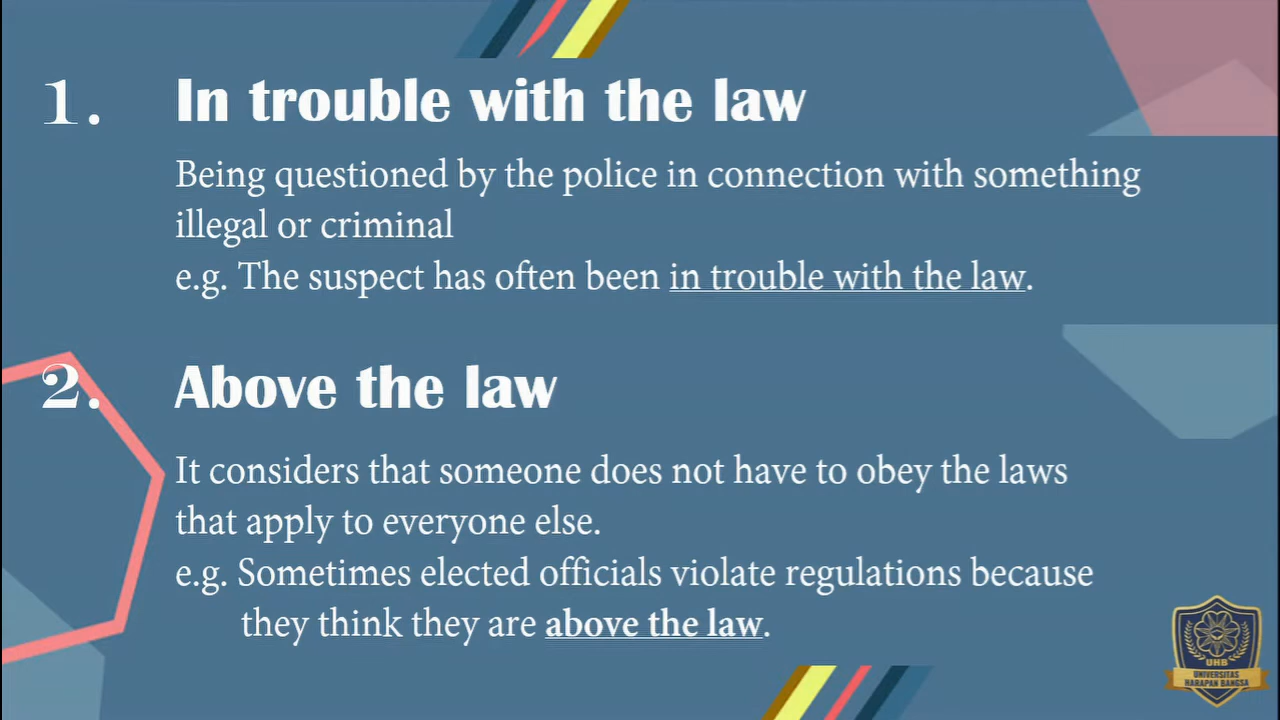 1. In trouble with the law
Being questioned by the police in connection with something
illegal or criminal
e.g. The suspect has often been in trouble with the law.
2. Above the law
It considers that someone does not have to obey the laws
that apply to everyone else.
e.g. Sometimes elected officials violate regulations because
they think they are above the law.
UHB
UNIVERSITAS
HARAPAN BANGSA